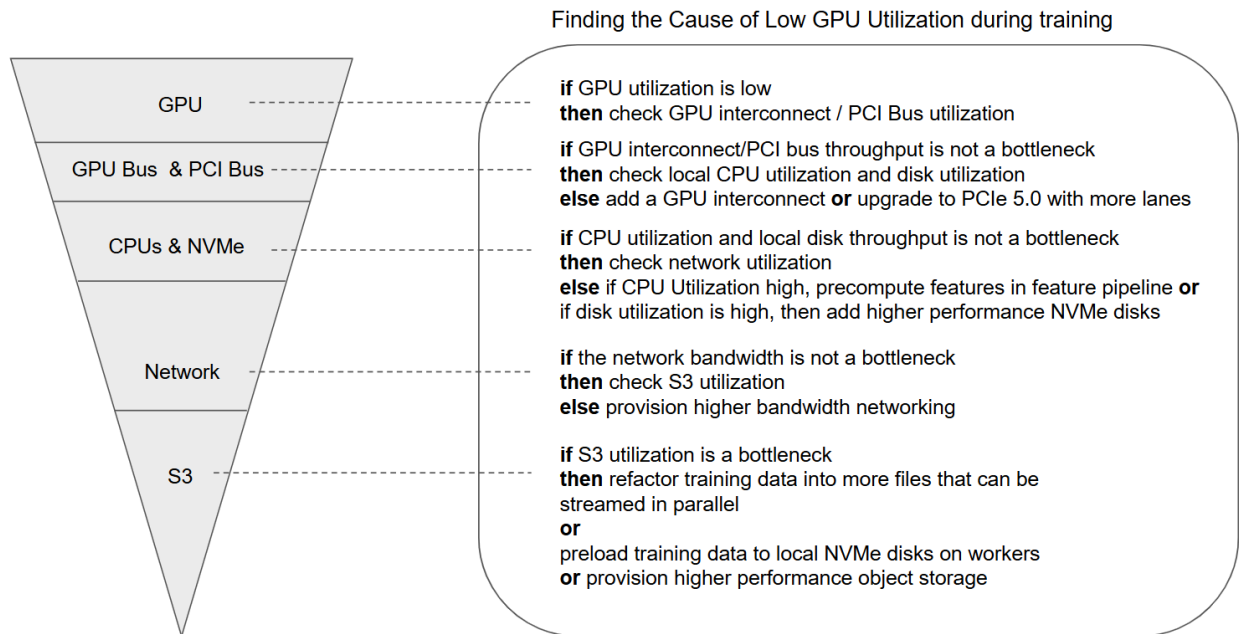 Finding the Cause of Low GPU Utilization during training
GPU
if GPU utilization is low
then check GPU interconnect / PCI Bus utilization
GPU Bus & PCI Bus
if GPU interconnect/PCI bus throughput is not a bottleneck
then check local CPU utilization and disk utilization
else add a GPU interconnect or upgrade to PCIe 5.0 with more lanes
CPUs & NVMe
if CPU utilization and local disk throughput is not a bottleneck
then check network utilization
else if CPU Utilization high, precompute features in feature pipeline or
if disk utilization is high, then add higher performance NVMe disks
Network
if the network bandwidth is not a bottleneck
then check S3 utilization
else provision higher bandwidth networking
S3
if S3 utilization is a bottleneck
then refactor training data into more files that can be
streamed in parallel
or
preload training data to local NVMe disks on workers
or provision higher performance object storage